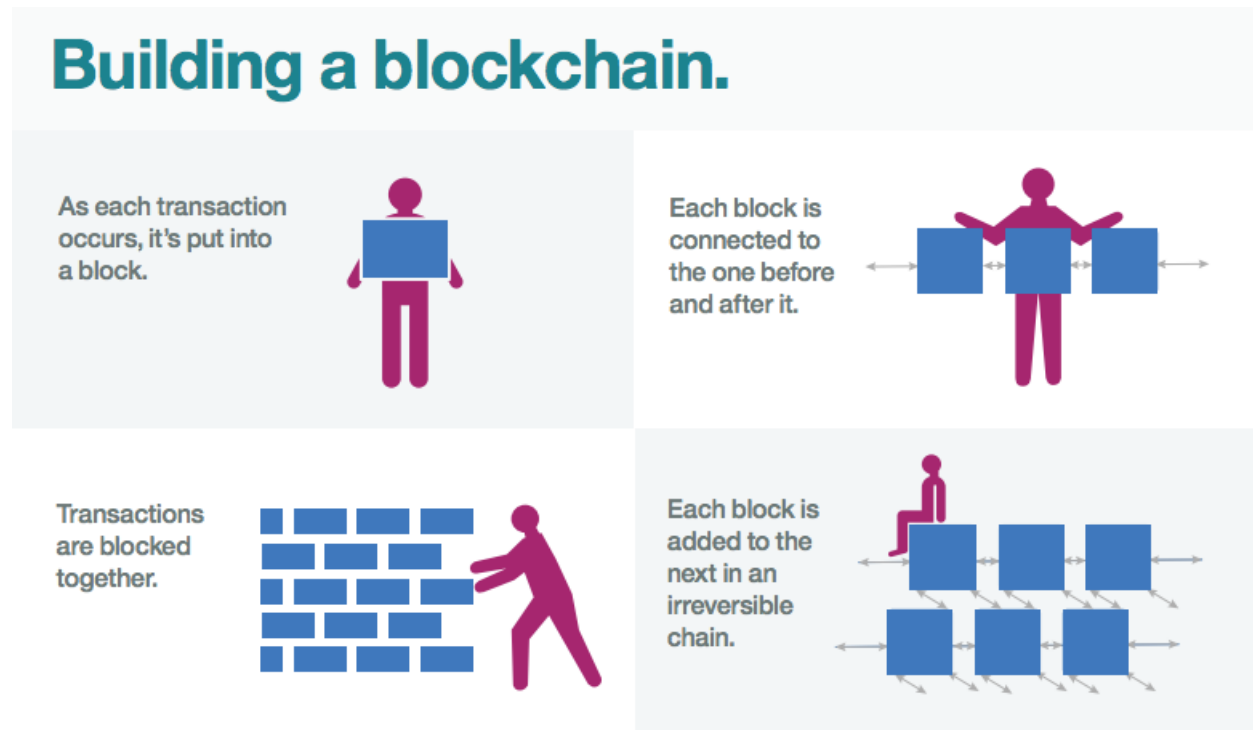 Building a blockchain.
As each transaction
occurs, it's put into
a block.
Each block is
connected to
the one before
and after it.
Transactions
are blocked
together.
Each block is
added to the
next in an
irreversible
chain.